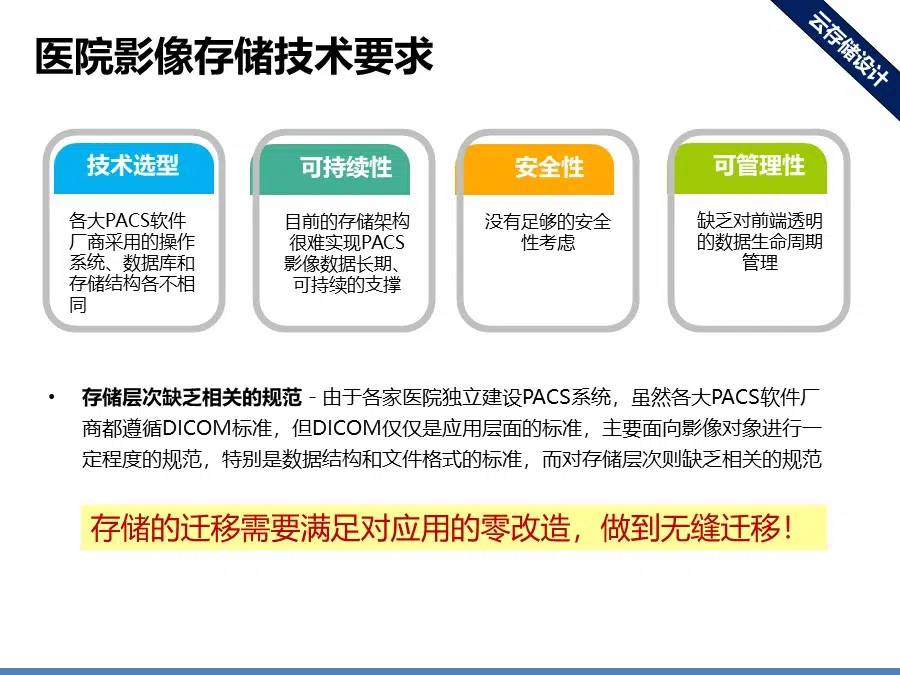 医院影像存储技术要求
云存储设计
技术选型
各大PACS软件
厂商采用的操作
系统、数据库和
存储结构各不相
同
可持续性
目前的存储架构
很难实现PACS
影像数据长期、
可持续的支撑
安全性
没有足够的安全
性考虑
可管理性
缺乏对前端透明
的数据生命周期
管理
• 存储层次缺乏相关的规范 - 由于各家医院独立建设PACS系统，虽然各大PACS软件厂
商都遵循DICOM标准，但DICOM仅仅是应用层面的标准，主要面向影像对象进行一
定程度的规范，特别是数据结构和文件格式的标准，而对存储层次则缺乏相关的规范
存储的迁移需要满足对应用的零改造，做到无缝迁移！